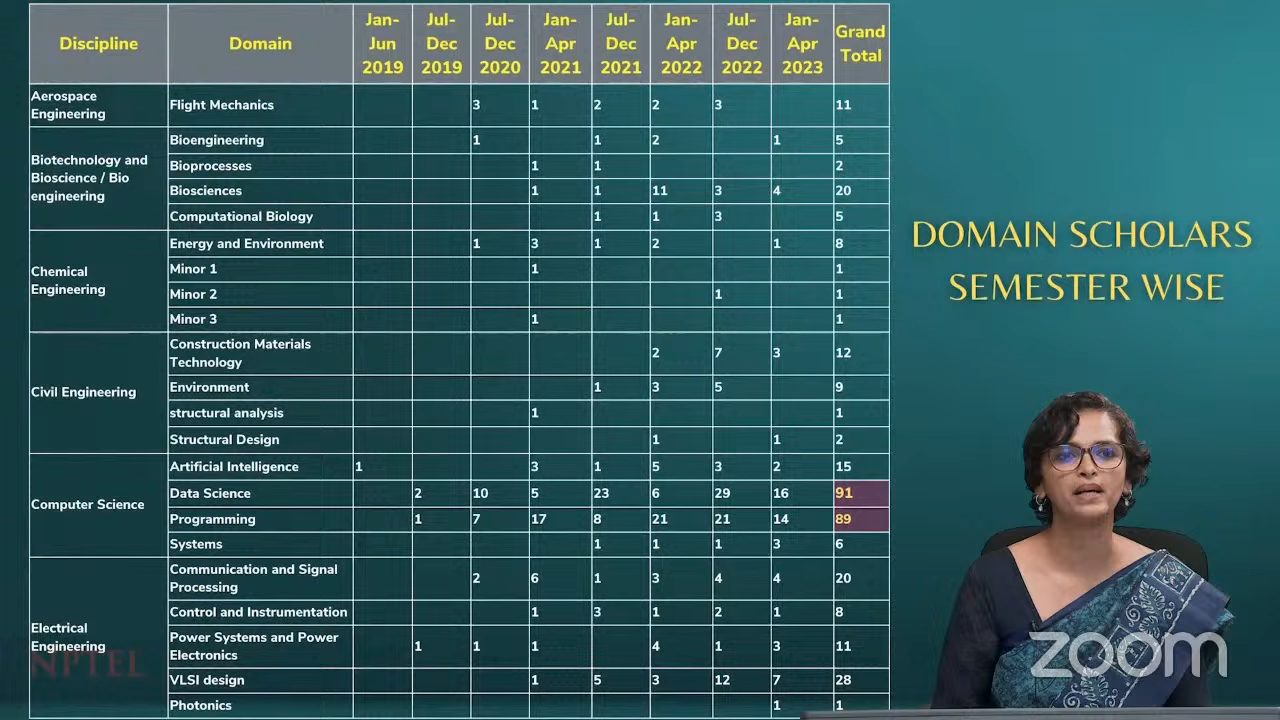 Discipline Domain Jan-Jun 2019 Jul-Dec 2019 Jul-Dec 2020 Jan-Apr 2021 Jul-Dec 2021 Jan-Apr 2022 Jul-Dec 2022 Jan-Apr 2023 Grand Total
Aerospace Engineering Flight Mechanics 3 1 2 2 3 11
Biotechnology and Bioscience / Bio engineering Bioengineering 1 1 2 1 5
Bioprocesses 1 1 2
Biosciences 1 1 11 3 4 20
Computational Biology 1 1 3 5
Chemical Engineering Energy and Environment 1 3 1 2 1 8
Minor 1 1 1
Minor 2 1 1
Minor 3 1 1
Civil Engineering Construction Materials Technology 2 7 3 12
Environment 1 3 5 9
structural analysis 1 1
Structural Design 1 1 2
Computer Science Artificial Intelligence 1 3 1 5 3 2 15
Data Science 2 10 5 23 6 29 16 91
Programming 1 7 17 8 21 21 14 89
Systems 1 1 1 3 6
Electrical Engineering Communication and Signal Processing 2 6 1 3 4 4 20
Control and Instrumentation 1 3 1 2 1 8
Power Systems and Power Electronics 1 1 1 4 1 3 11
VLSI design 1 5 3 12 7 28
Photonics 1 1
DOMAIN SCHOLARS
SEMESTER WISE
NPTEL
zoom